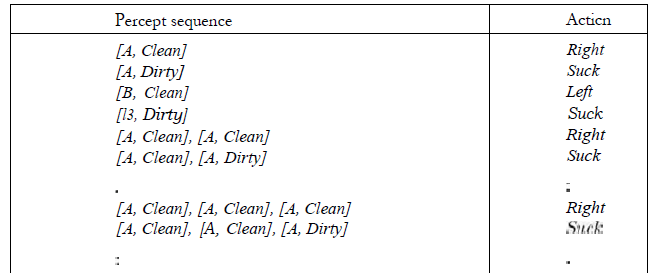 Percept sequence Action
[A, Clean] Right
[A, Dirty] Suck
[B, Clean] Left
[l3, Dirty] Suck
[A, Clean], [A, Clean] Right
[A, Clean], [A, Dirty] Suck
. :
[A, Clean], [A, Clean], [A, Clean] Right
[A, Clean], [A, Clean], [A, Dirty] Suck
: .